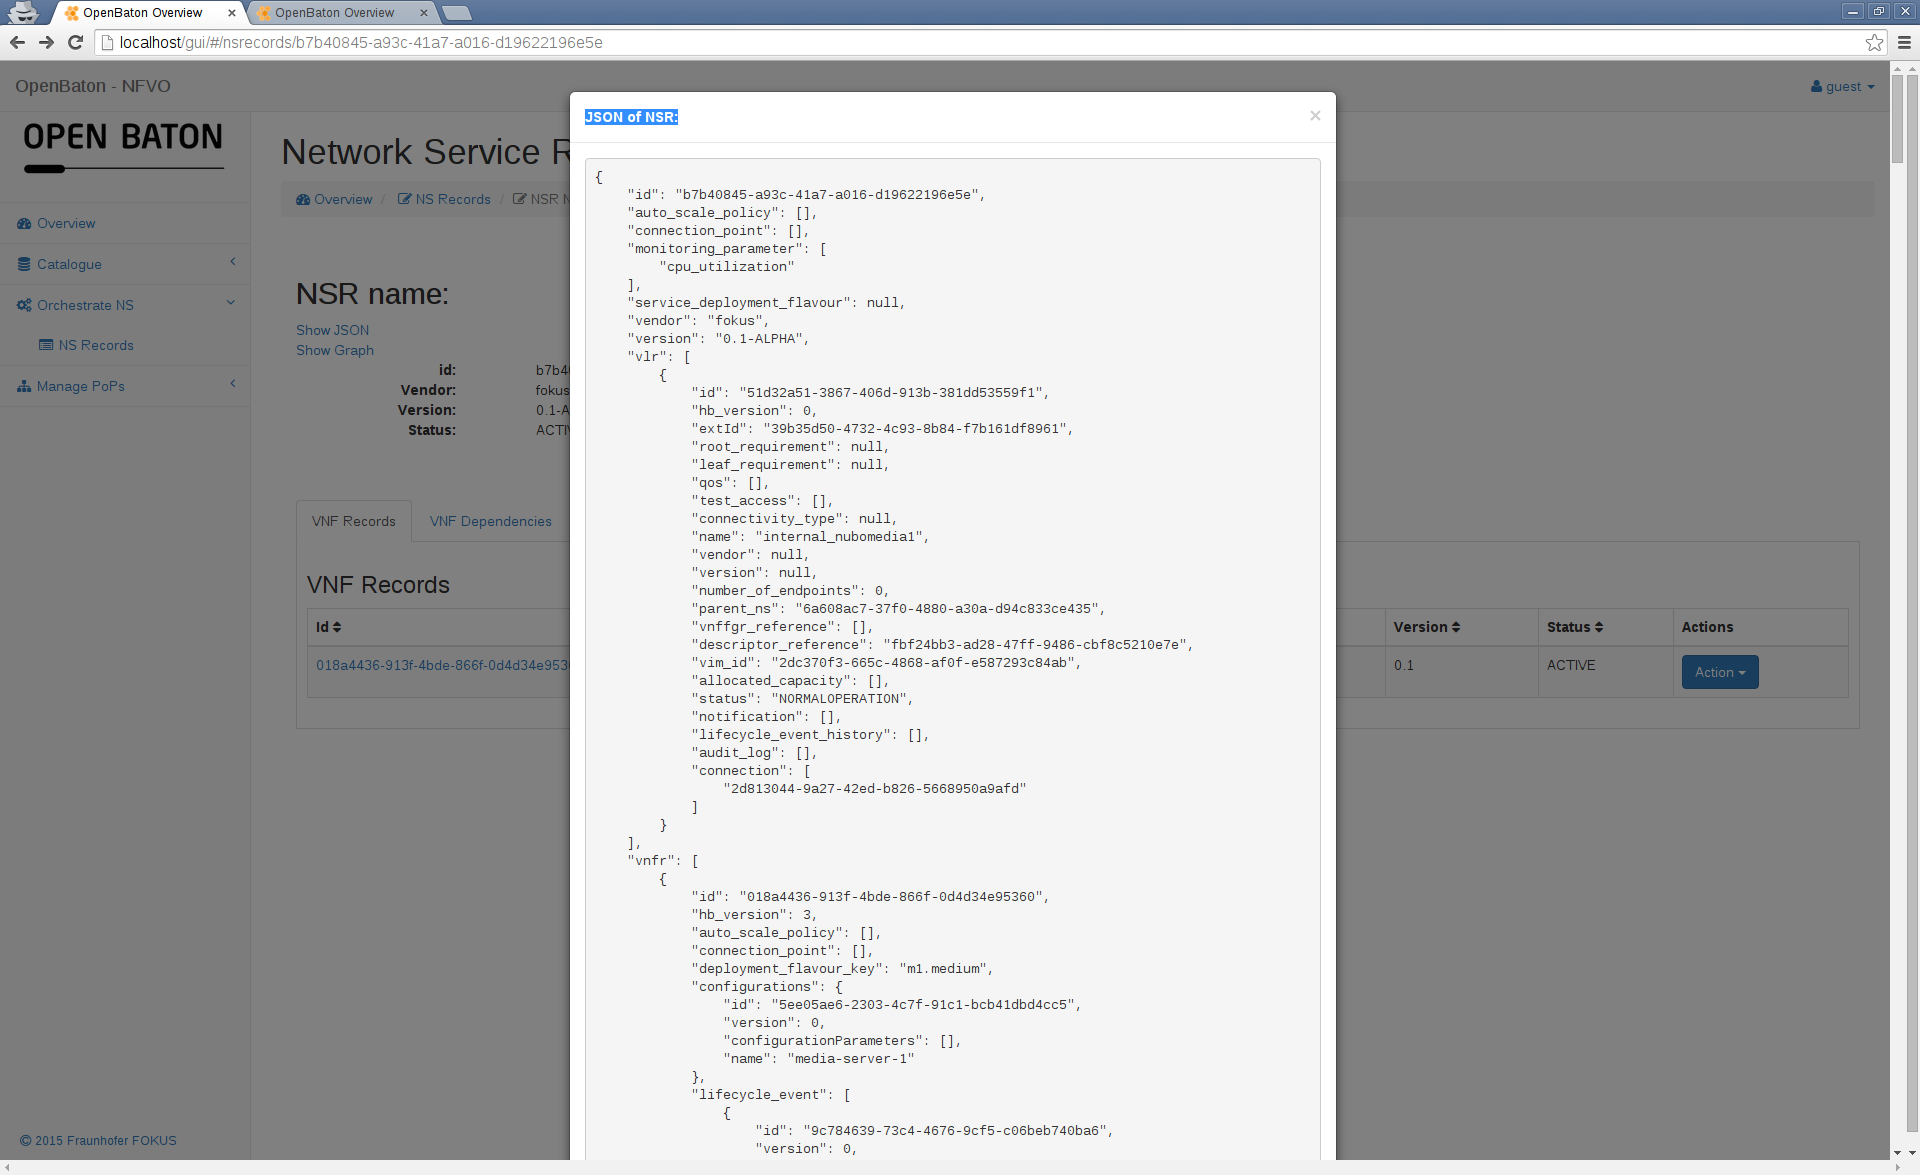 OpenBaton Overview
OpenBaton Overview
localhost/gui/#/nsrecords/b7b40845-a93c-41a7-a016-d19622196e5e
OpenBaton - NFVO
guest
OPEN BATON
Overview
Catalogue
Orchestrate NS
NS Records
Manage PoPs
© 2015 Fraunhofer FOKUS
Network Service R
Overview / NS Records / NSR N
NSR name:
Show JSON
Show Graph
id: b7b40
Vendor: fokus
Version: 0.1-A
Status: ACTI
VNF Records VNF Dependencies
VNF Records
Id Version Status Actions
018a4436-913f-4bde-866f-0d4d34e9536 0.1 ACTIVE Action
JSON of NSR:
×
{
"id": "b7b40845-a93c-41a7-a016-d19622196e5e",
"auto_scale_policy": [],
"connection_point": [],
"monitoring_parameter": [
"cpu_utilization"
],
"service_deployment_flavour": null,
"vendor": "fokus",
"version": "0.1-ALPHA",
"vlr": [
{
"id": "51d32a51-3867-406d-913b-381dd53559f1",
"hb_version": 0,
"extId": "39b35d50-4732-4c93-8b84-f7b161df8961",
"root_requirement": null,
"leaf_requirement": null,
"qos": [],
"test_access": [],
"connectivity_type": null,
"name": "internal_nubomedia1",
"vendor": null,
"version": null,
"number_of_endpoints": 0,
"parent_ns": "6a608ac7-37f0-4880-a30a-d94c833ce435",
"vnffgr_reference": [],
"descriptor_reference": "fbf24bb3-ad28-47ff-9486-cbf8c5210e7e",
"vim_id": "2dc370f3-665c-4868-af0f-e587293c84ab",
"allocated_capacity": [],
"status": "NORMALOPERATION",
"notification": [],
"lifecycle_event_history": [],
"audit_log": [],
"connection": [
"2d813044-9a27-42ed-b826-5668950a9afd"
]
}
],
"vnfr": [
{
"id": "018a4436-913f-4bde-866f-0d4d34e95360",
"hb_version": 3,
"auto_scale_policy": [],
"connection_point": [],
"deployment_flavour_key": "m1.medium",
"configurations": {
"id": "5ee05ae6-2303-4c7f-91c1-bcb41dbd4cc5",
"version": 0,
"configurationParameters": [],
"name": "media-server-1"
},
"lifecycle_event": [
{
"id": "9c784639-73c4-4676-9cf5-c06beb740ba6",
"version": 0,